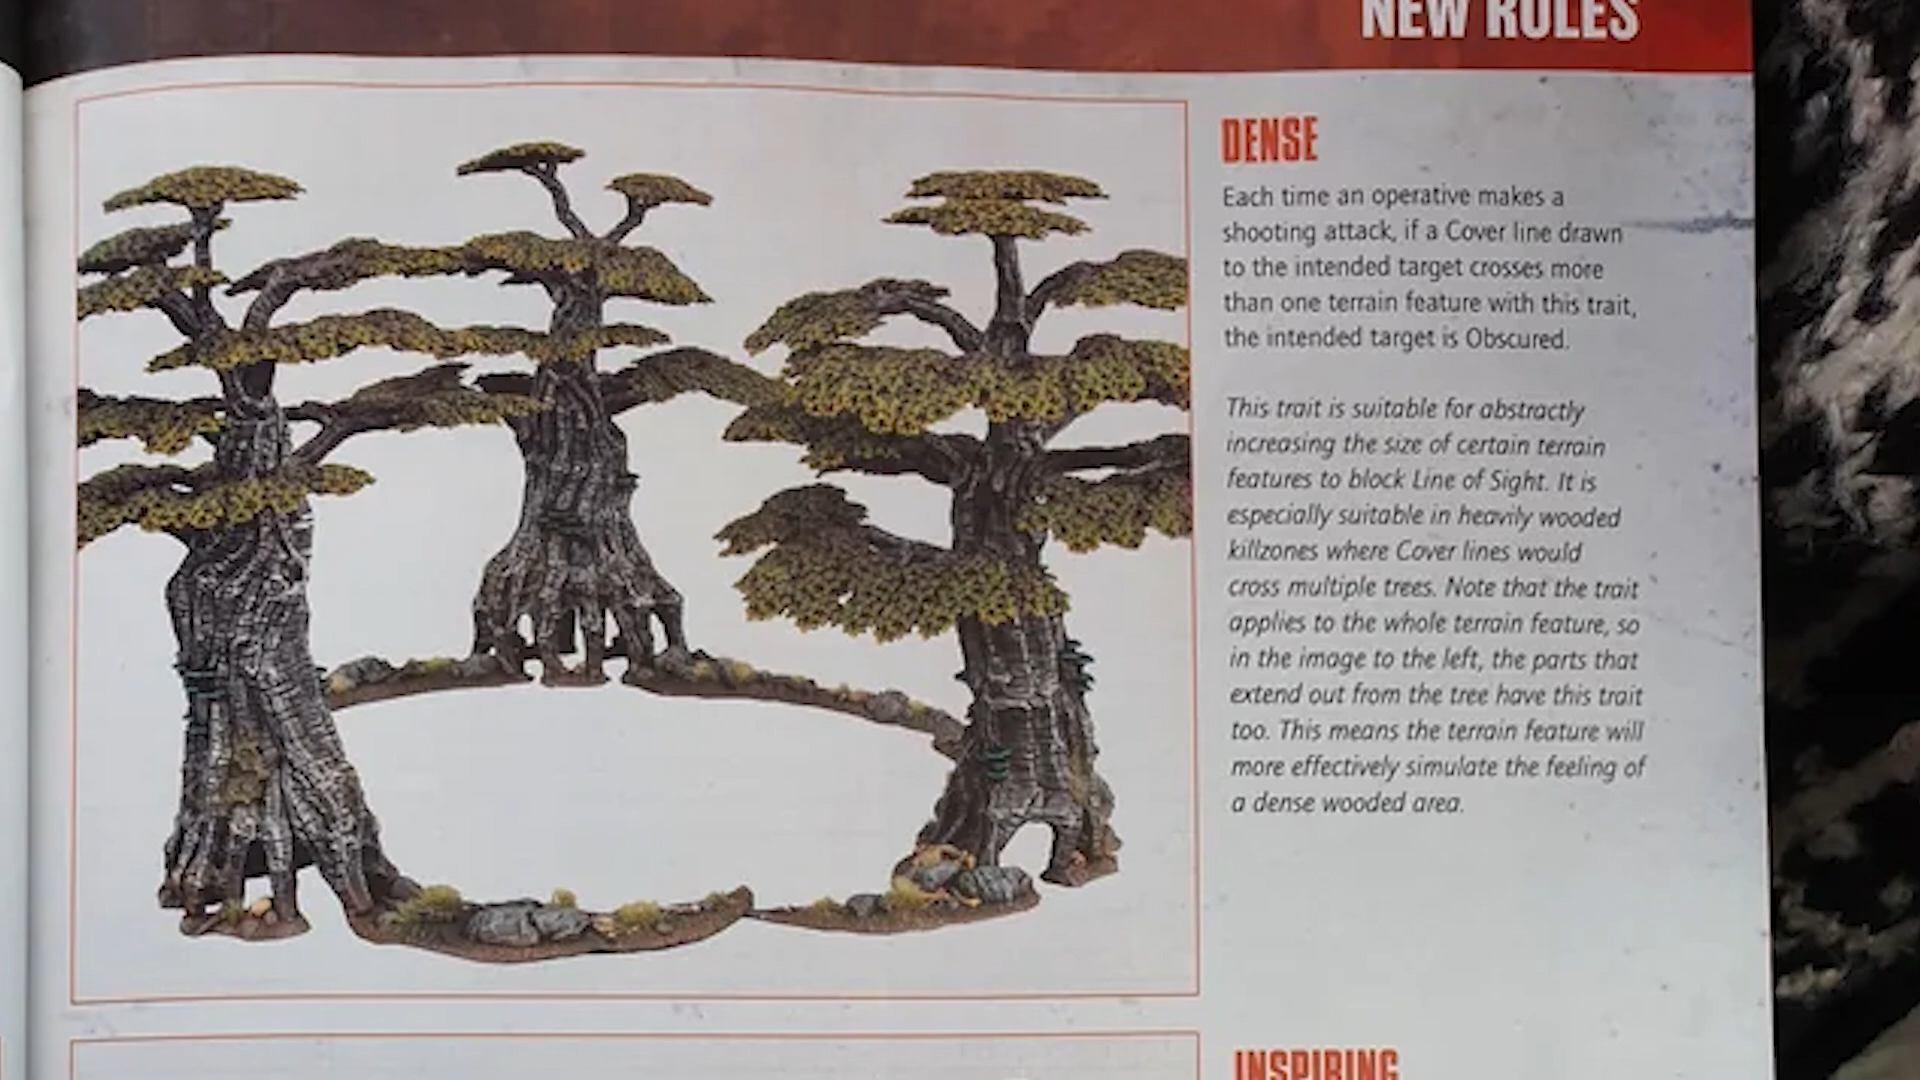 NEW RULES
DENSE
Each time an operative makes a
shooting attack, if a Cover line drawn
to the intended target crosses more
than one terrain feature with this trait,
the intended target is Obscured.
This trait is suitable for abstractly
increasing the size of certain terrain
features to block Line of Sight. It is
especially suitable in heavily wooded
killzones where Cover lines would
cross multiple trees. Note that the trait
applies to the whole terrain feature, so
in the image to the left, the parts that
extend out from the tree have this trait
too. This means the terrain feature will
more effectively simulate the feeling of
a dense wooded area.
INSPIRING